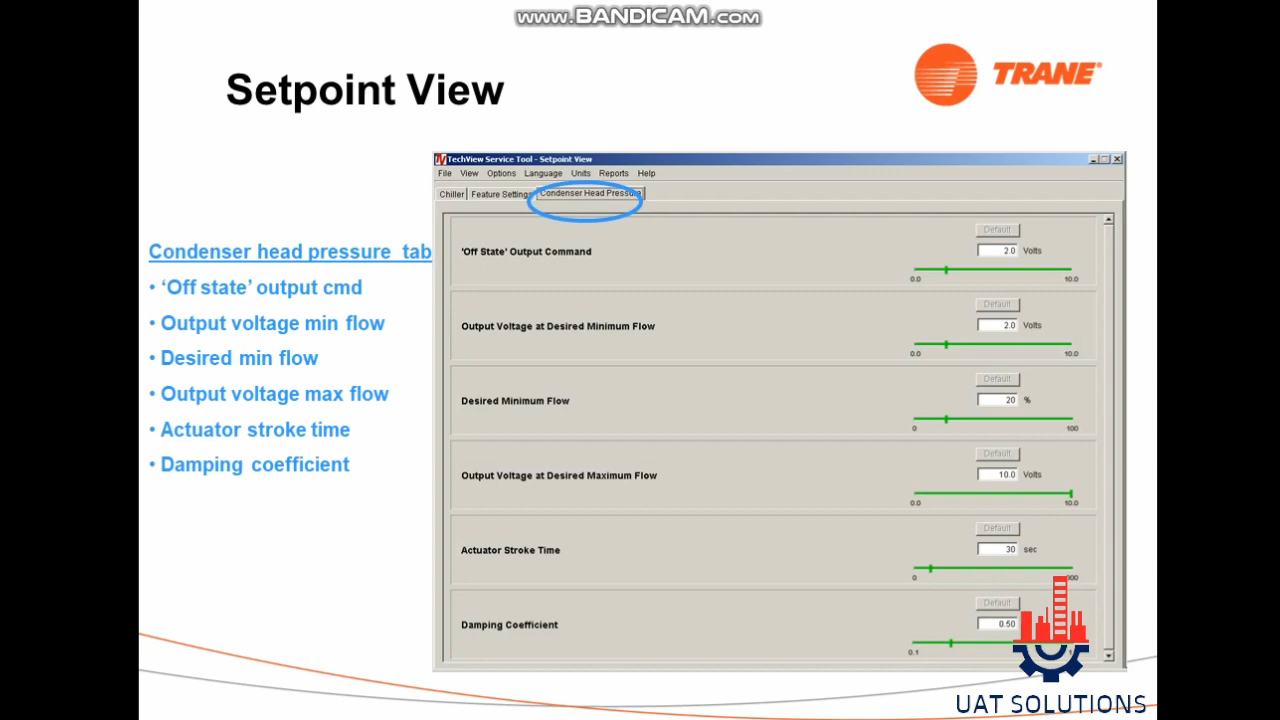 www.BANDICAM.com
Setpoint View
TRANE
TechView Service Tool - Setpoint View
File View Options Language Units Reports Help
Chiller Feature Settings Condenser Head Pressure
Condenser head pressure tab
• ‘Off state’ output cmd
• Output voltage min flow
• Desired min flow
• Output voltage max flow
• Actuator stroke time
• Damping coefficient
Default
'Off State' Output Command 2.0 Volts
0.0 10.0
Default
Output Voltage at Desired Minimum Flow 2.0 Volts
0.0 10.0
Default
Desired Minimum Flow 20 %
0 100
Default
Output Voltage at Desired Maximum Flow 10.0 Volts
0.0 10.0
Default
Actuator Stroke Time 30 sec
0
Default
Damping Coefficient 0.50
0.1
UAT SOLUTIONS